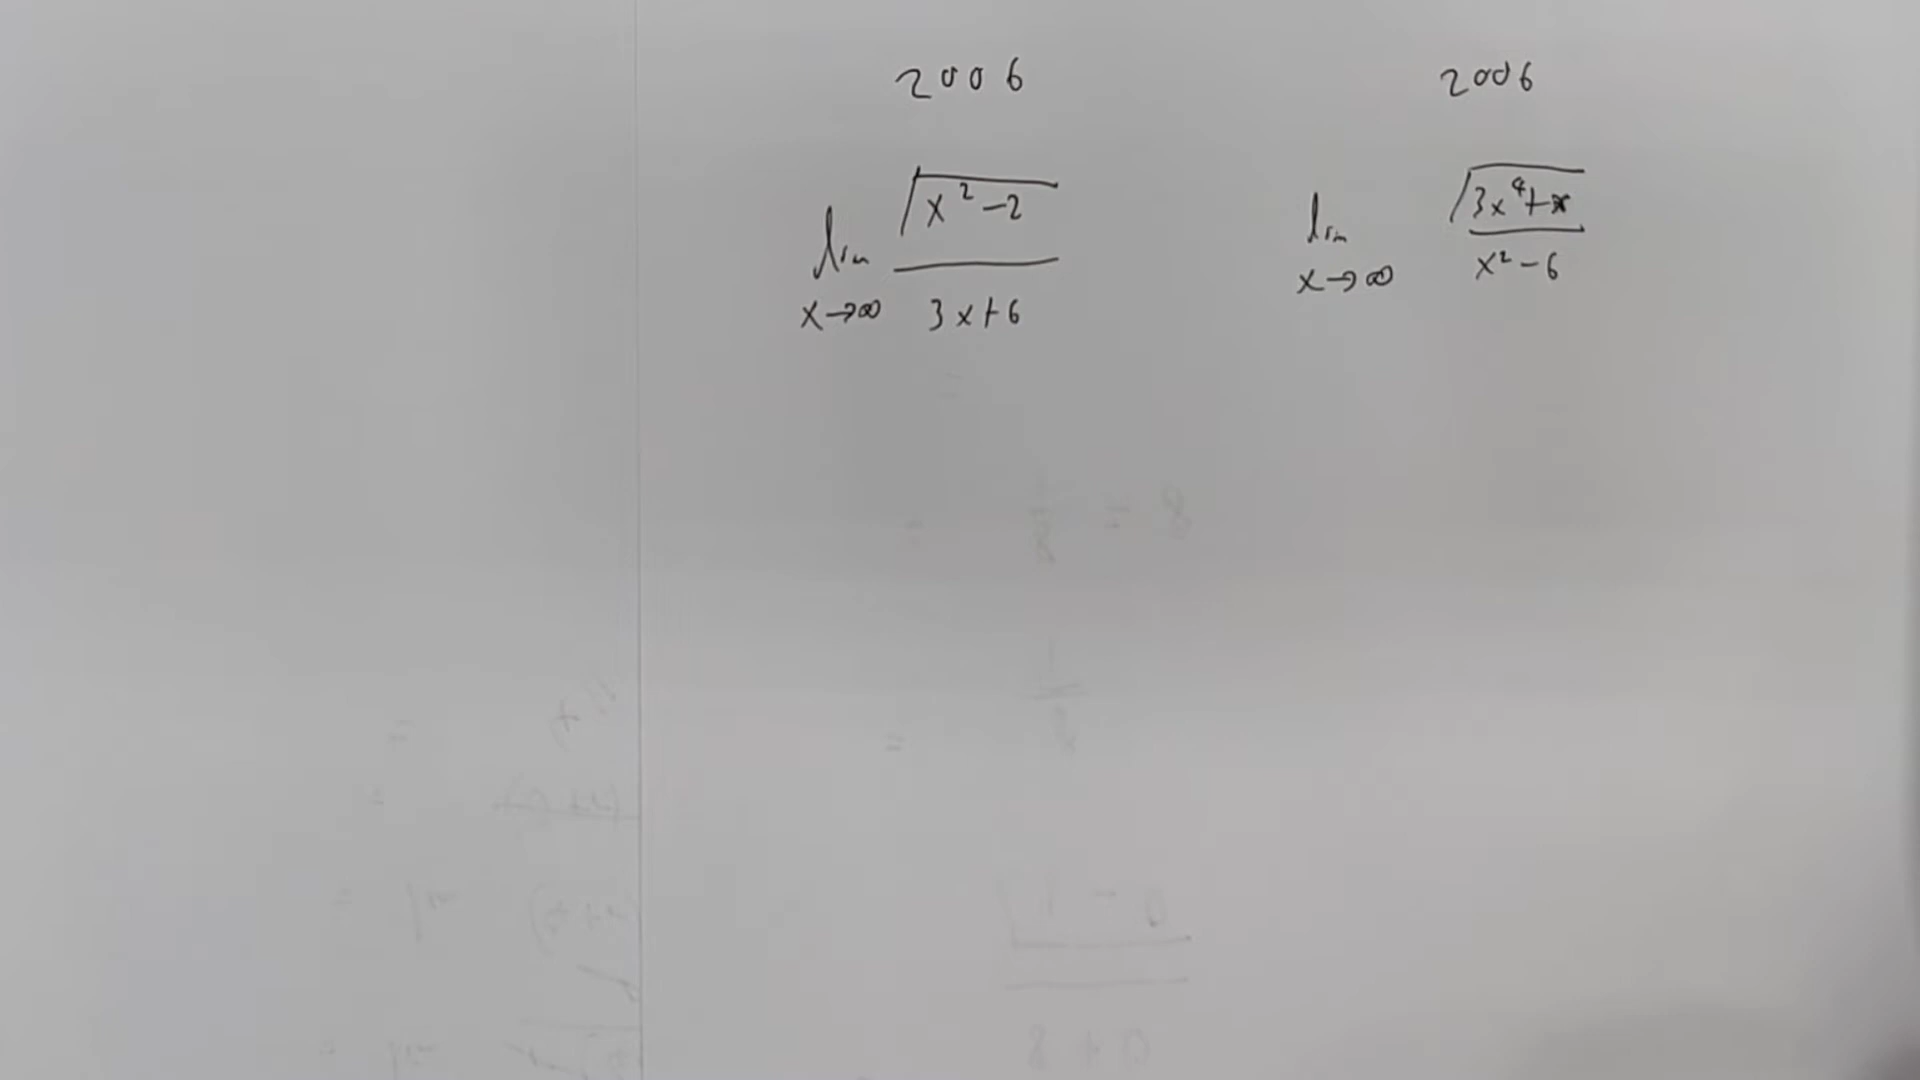 2006
lim x→∞ √(x² - 2) / (3x + 6)
2006
lim x→∞ √(3x⁴ + x) / (x² - 6)